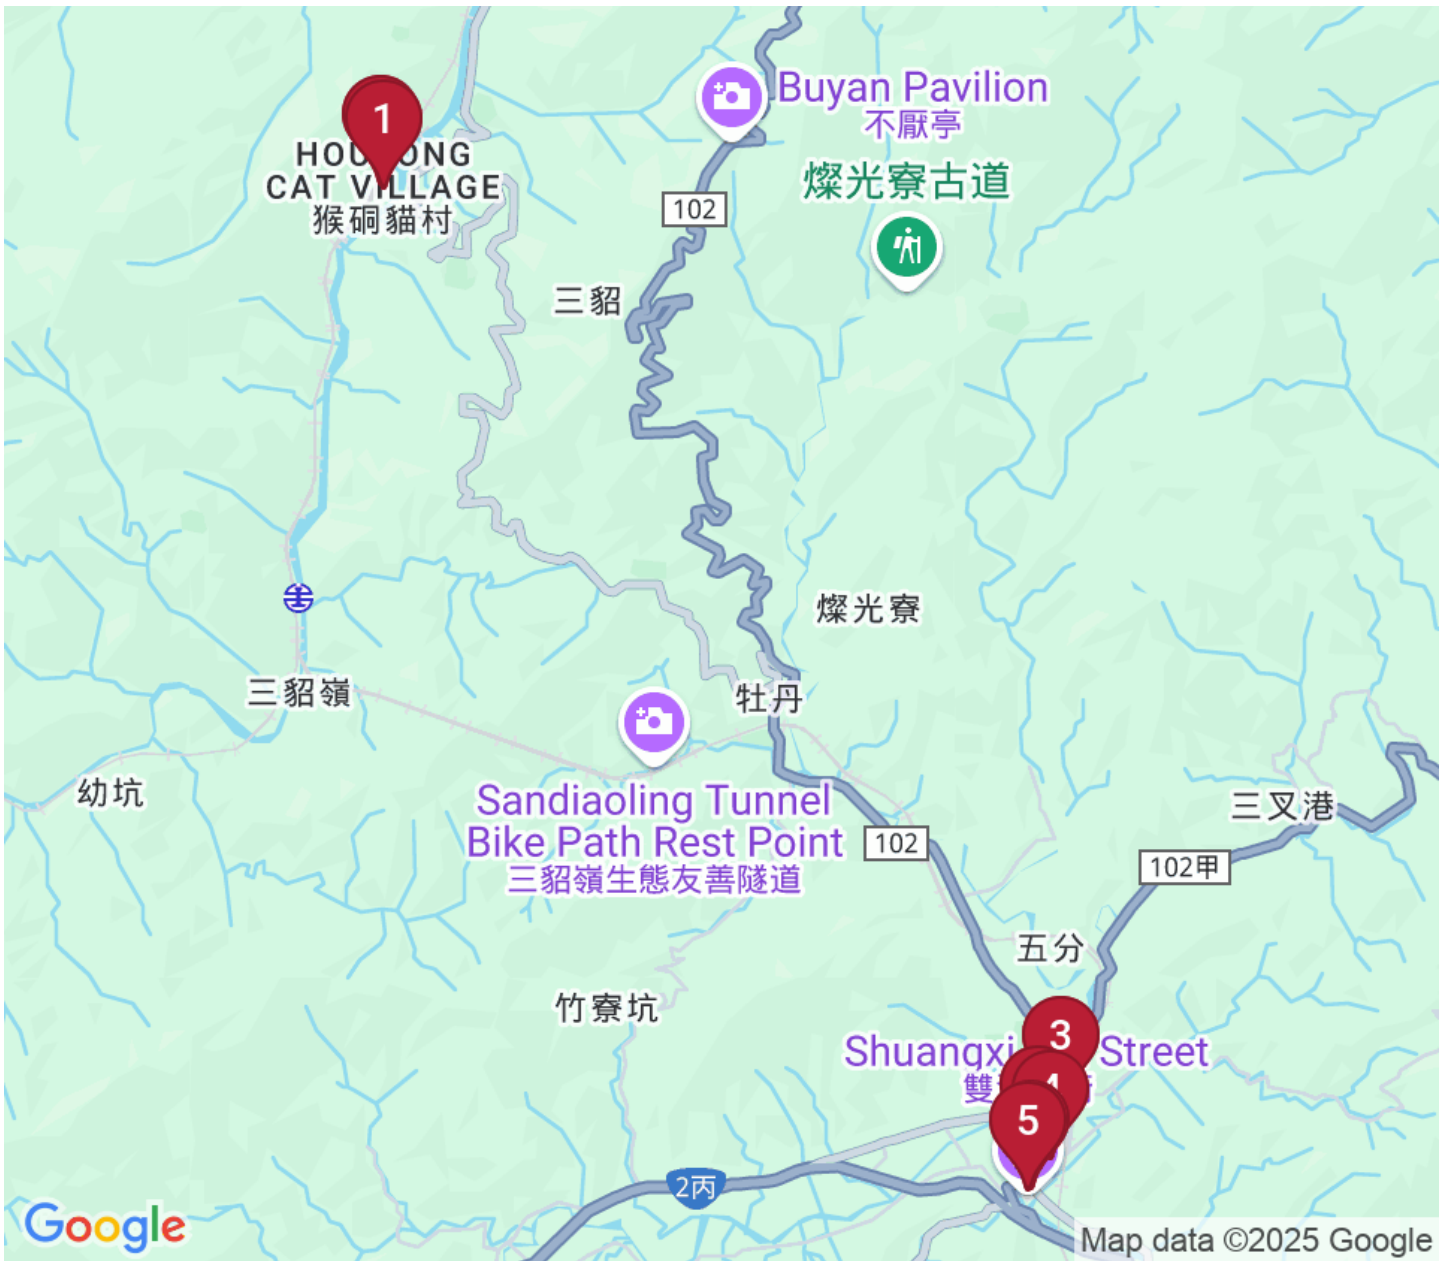 Buyan Pavilion
不厭亭
1
CAT VILLAGE
猴硐貓村
燦光寮古道
102
三貂
燦光寮
三貂嶺
牡丹
幼坑
Sandiaoling Tunnel
Bike Path Rest Point
三貂嶺生態友善隧道
三叉港
102
102甲
五分
竹寮坑
3
Shuangxi
Street
雙
4
5
2丙
Google
Map data ©2025 Google